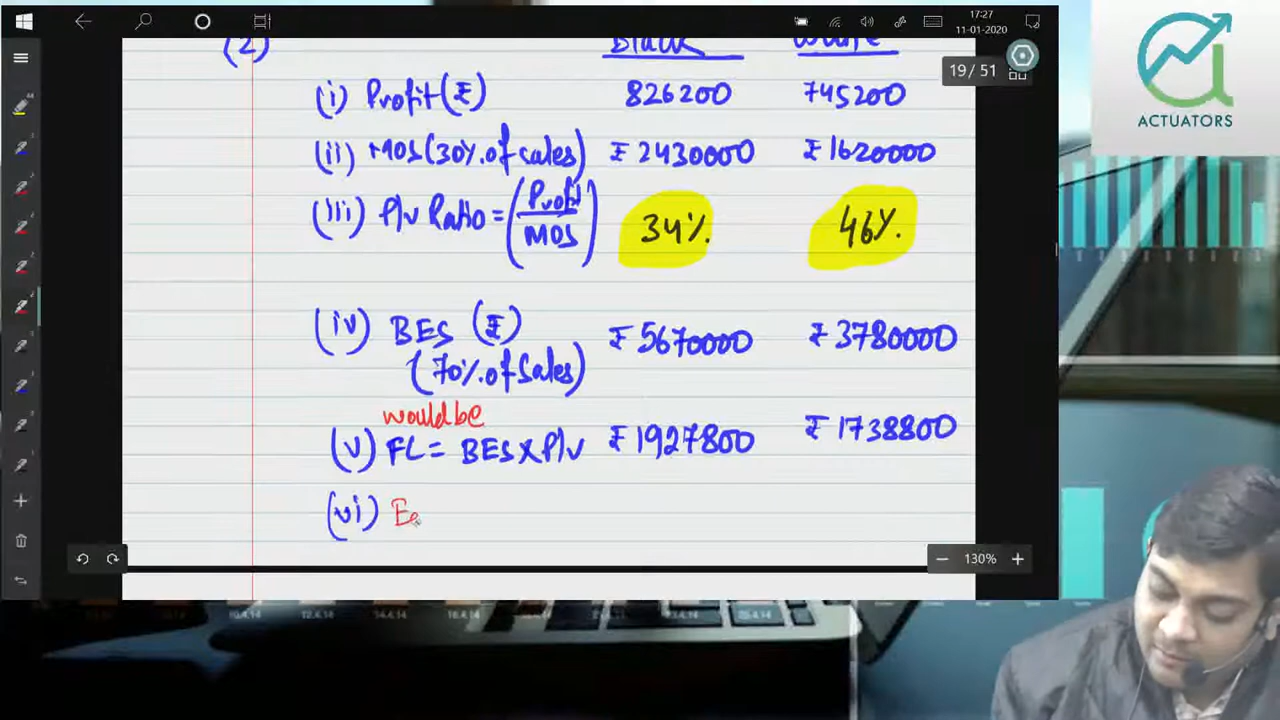 17:27
11-01-2020
19 / 51
ACTUATORS
(2) Black White
(i) Profit (₹) 826200 745200
(ii) MOS (30%.of sales) ₹ 2430000 ₹ 1620000
(iii) P/v Ratio = (Profit/MOS) 34%. 46%.
(iv) BES (₹) ₹ 5670000 ₹ 3780000
(70%.of Sales)
would be
(v) FC = BES x P/v ₹ 1927800 ₹ 1738800
(vi)
130%